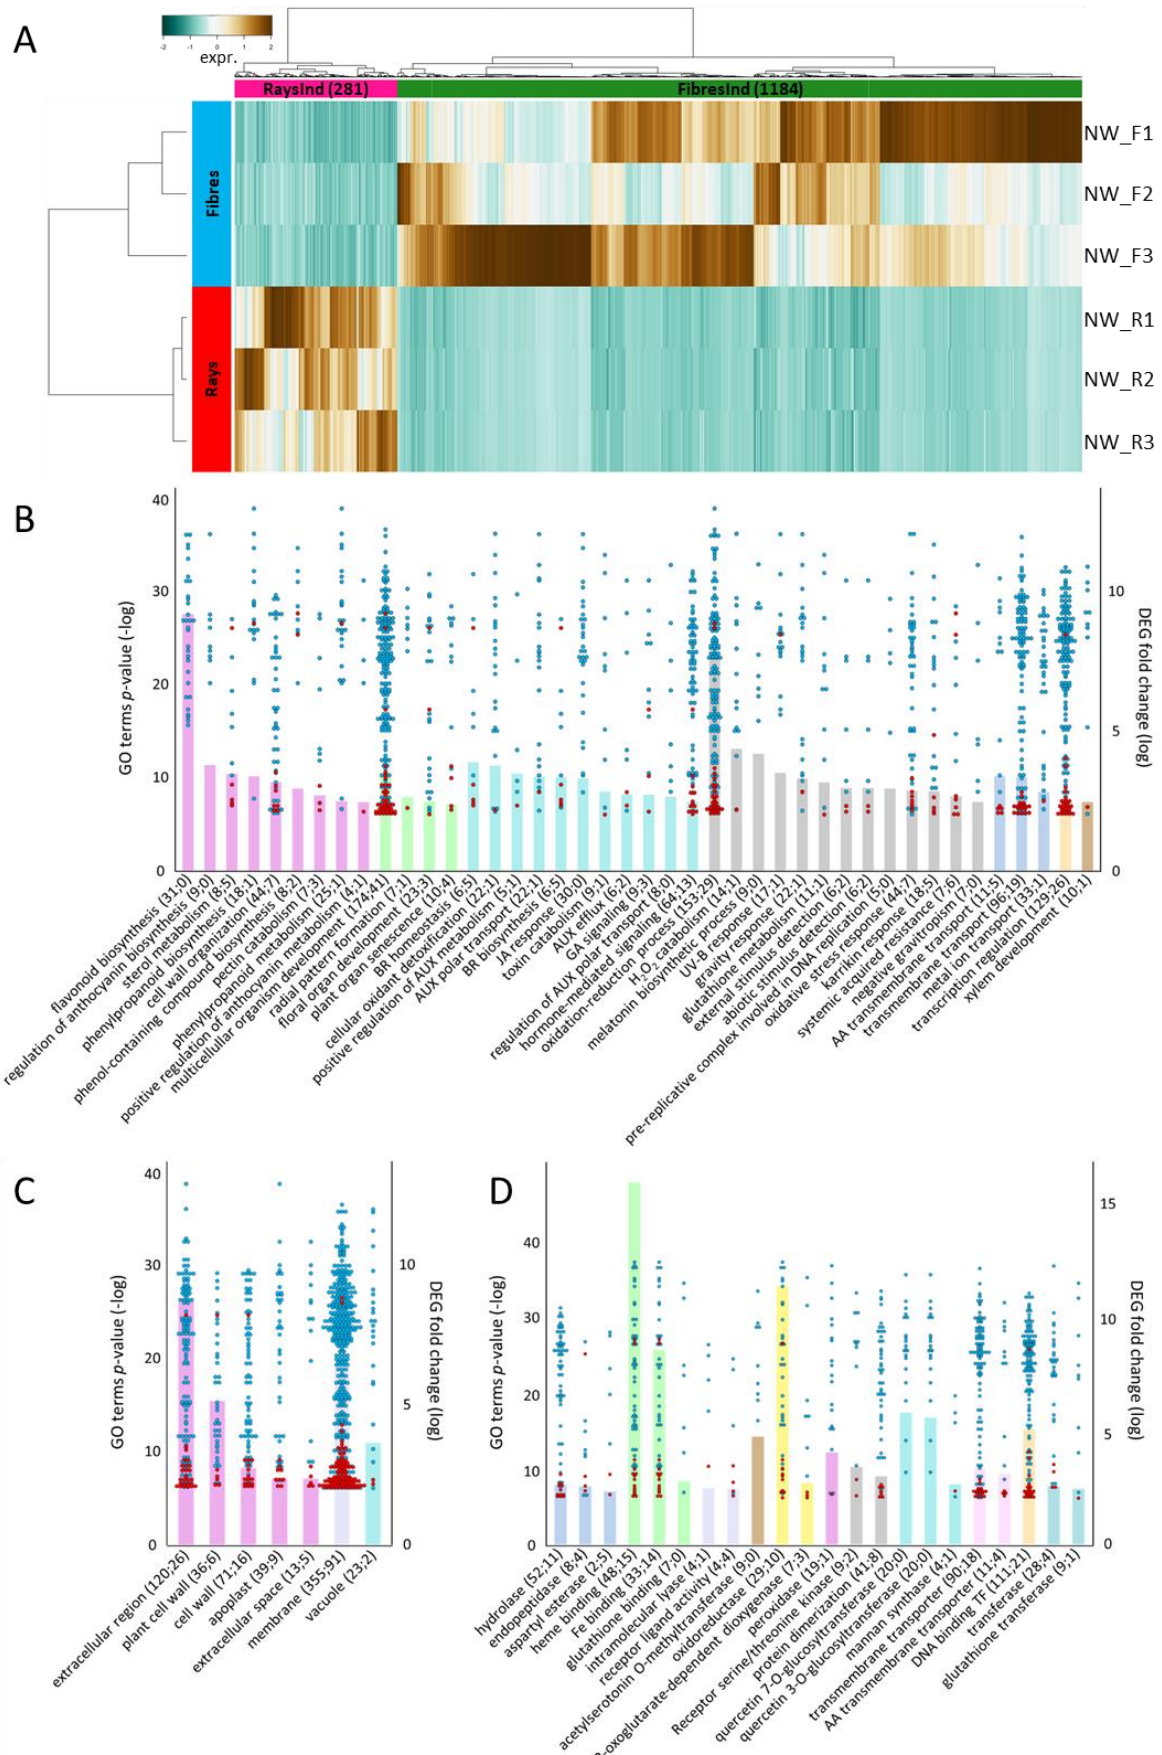 A
-2 -1 0 1 2
expr.
RaysInd (281)
FibresInd (1184)
Fibres
Rays
NW_F1
NW_F2
NW_F3
NW_R1
NW_R2
NW_R3
B
GO terms p-value (-log)
40
30
20
10
0
DEG fold change (log)
10
5
0
flavonoid biosynthesis (31-0)
regulation of anthocyanin biosynthesis (9-0)
sterol metabolism (8-5)
phenylpropanoid biosynthesis (18-1)
cell wall organization (44-7)
phenol-containing compound biosynthesis (8-2)
pectin catabolism (7-3)
phenylpropanoid metabolism (25-1)
positive regulation of anthocyanin metabolism (4-1)
multicellular organism development (174;41)
radial pattern formation (7;1)
floral organ development (23-3)
plant organ senescence (10;4)
BR homeostasis (6-5)
cellular oxidant detoxification (22;1)
positive regulation of AUX metabolism (5-1)
AUX polar transport (22;1)
BR biosynthesis (6-5)
JA response (30-0)
toxin catabolism (9-1)
AUX efflux (6-2)
GA signaling (9-3)
regulation of AUX polar transport (8-0)
hormone-mediated signaling (64;13)
oxidation-reduction process (153-29)
H2O2 catabolism (14;1)
melatonin biosynthetic process (9-0)
UV-B response (17-1)
gravity response (22;1)
glutathione metabolism (11-1)
external stimulus detection (6-2)
abiotic stimulus detection (6-2)
pre-replicative complex involved in DNA replication (5-0)
oxidative stress response (44;7)
karrikin response (18-5)
systemic acquired resistance (7-6)
negative gravitropism (7-0)
AA transmembrane transport (11-5)
transmembrane transport (96;19)
metal ion transport (33;1)
transcription regulation (129;26)
xylem development (10;1)
C
GO terms p-value (-log)
40
30
20
10
0
DEG fold change (log)
10
5
0
extracellular region (120;26)
plant cell wall (36;6)
cell wall (71;16)
apoplast (39;9)
extracellular space (13;5)
membrane (355;91)
vacuole (23;2)
D
GO terms p-value (-log)
40
30
20
10
0
DEG fold change (log)
15
10
5
0
hydrolase (52;11)
endopeptidase (8;4)
aspartyl esterase (2;5)
heme binding (48;15)
Fe binding (33;14)
glutathione binding (7;0)
intramolecular lyase (4;1)
receptor ligand activity (4;4)
acetylserotonin O-methyltransferase (9;0)
oxidoreductase (29;10)
2-oxoglutarate-dependent dioxygenase (7;3)
peroxidase (19;1)
Receptor serine/threonine kinase (9;2)
protein dimerization (41;8)
quercetin 7-O-glucosyltransferase (20;0)
quercetin 3-O-glucosyltransferase (20;0)
mannan synthase (4;1)
transmembrane transporter (90;18)
AA transmembrane transporter (11;4)
DNA binding TF (111;21)
transferase (28;4)
glutathione transferase (9;1)